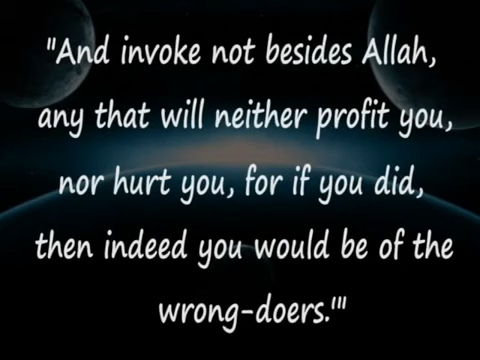 "And invoke not besides Allah,
any that will neither profit you,
nor hurt you, for if you did,
then indeed you would be of the
wrong-doers.'"